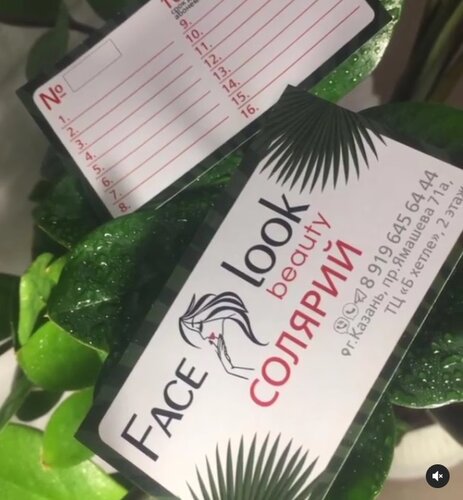 №
1.
2.
3.
4.
5.
6.
7.
8.
9.
10.
11.
12.
13.
14.
15.
16.
FACE look
beauty
СОЛЯРИЙ
8 919 645 64 44
г.Казань, пр.Ямашева 71а,
ТЦ «Бхетле», 2 этаж